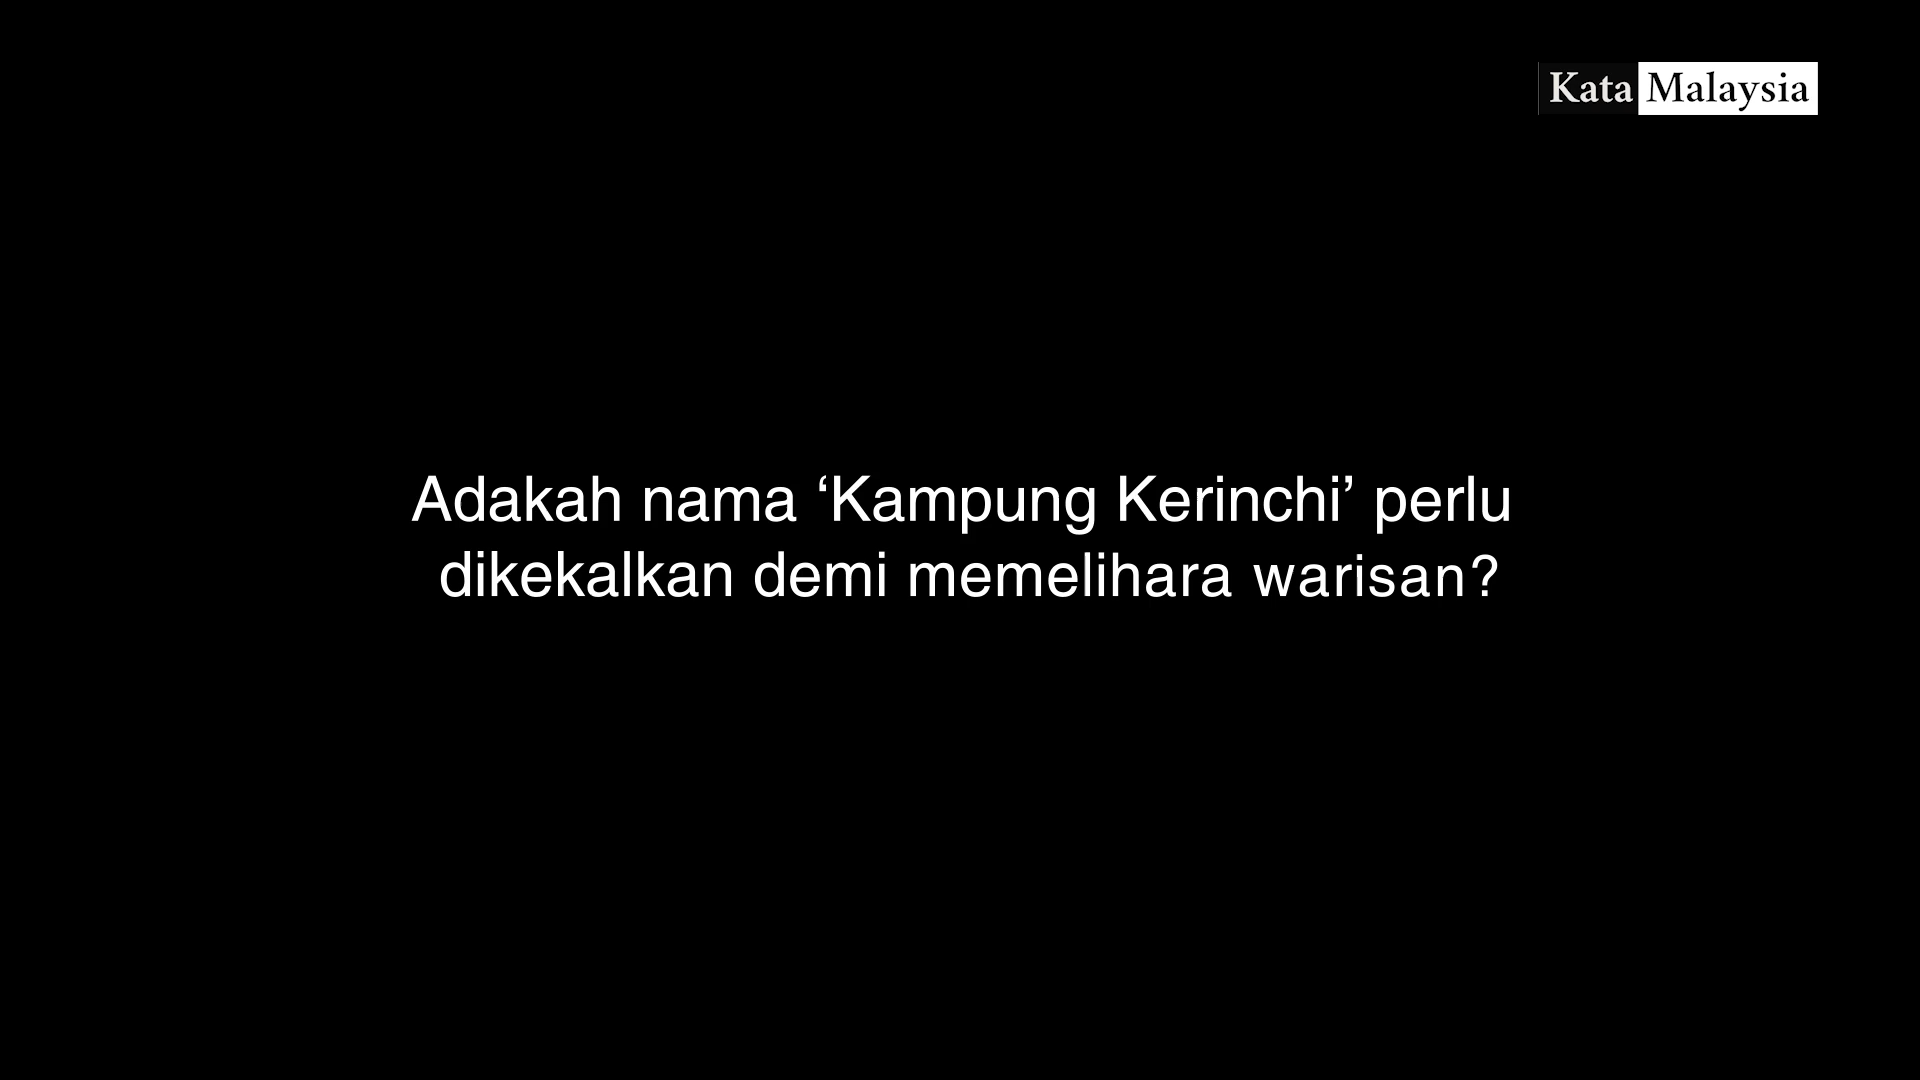 Kata Malaysia
Adakah nama ‘Kampung Kerinchi’ perlu
dikekalkan demi memelihara warisan?